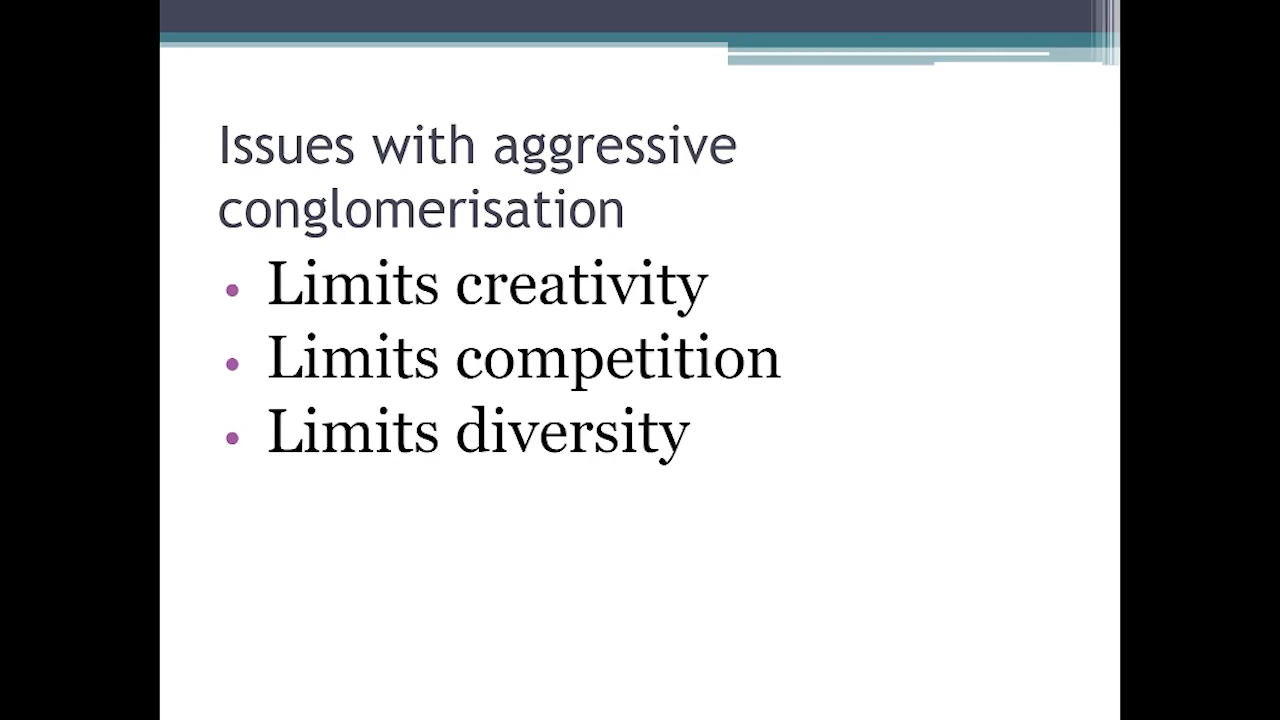 Issues with aggressive
conglomerisation
• Limits creativity
• Limits competition
• Limits diversity